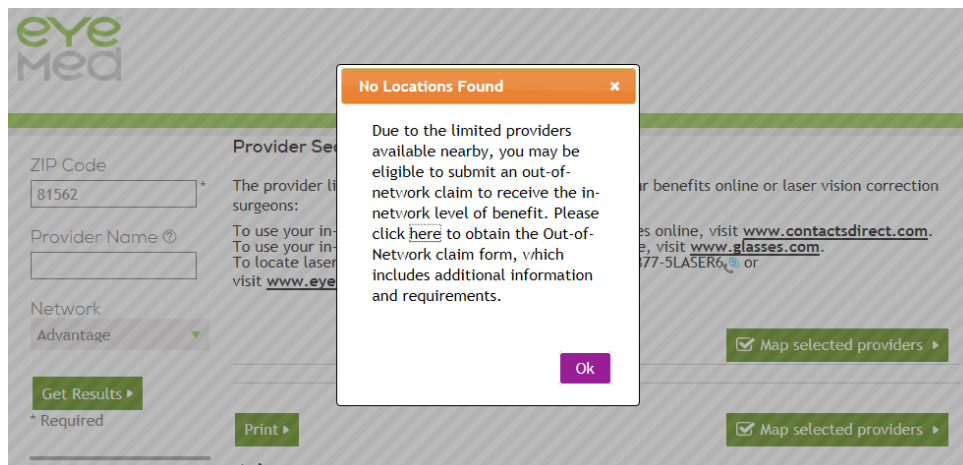 eye
Med
No Locations Found
Due to the limited providers
available nearby, you may be
eligible to submit an out-of-
network claim to receive the in-
network level of benefit. Please
click here to obtain the Out-of-
Network claim form, which
includes additional information
and requirements.
Ok
ZIP Code
81562
*
Provider Name
Network
Advantage
Get Results
* Required
Provider
The provider
r benefits online or laser vision correction
surgeons:
To use your in-
es online, visit www.contactsdirect.com.
To use your in-
e, visit www.glasses.com.
To locate laser
877-5LASER6, or
visit www.eye
Map selected providers
Print
Map selected providers